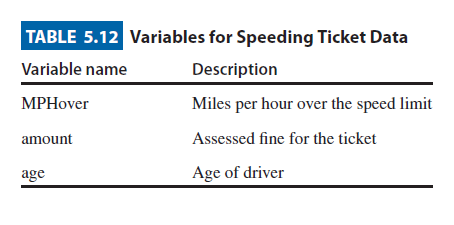 TABLE 5.12 Variables for Speeding Ticket Data
Variable name Description
MPHover Miles per hour over the speed limit
amount Assessed fine for the ticket
age Age of driver